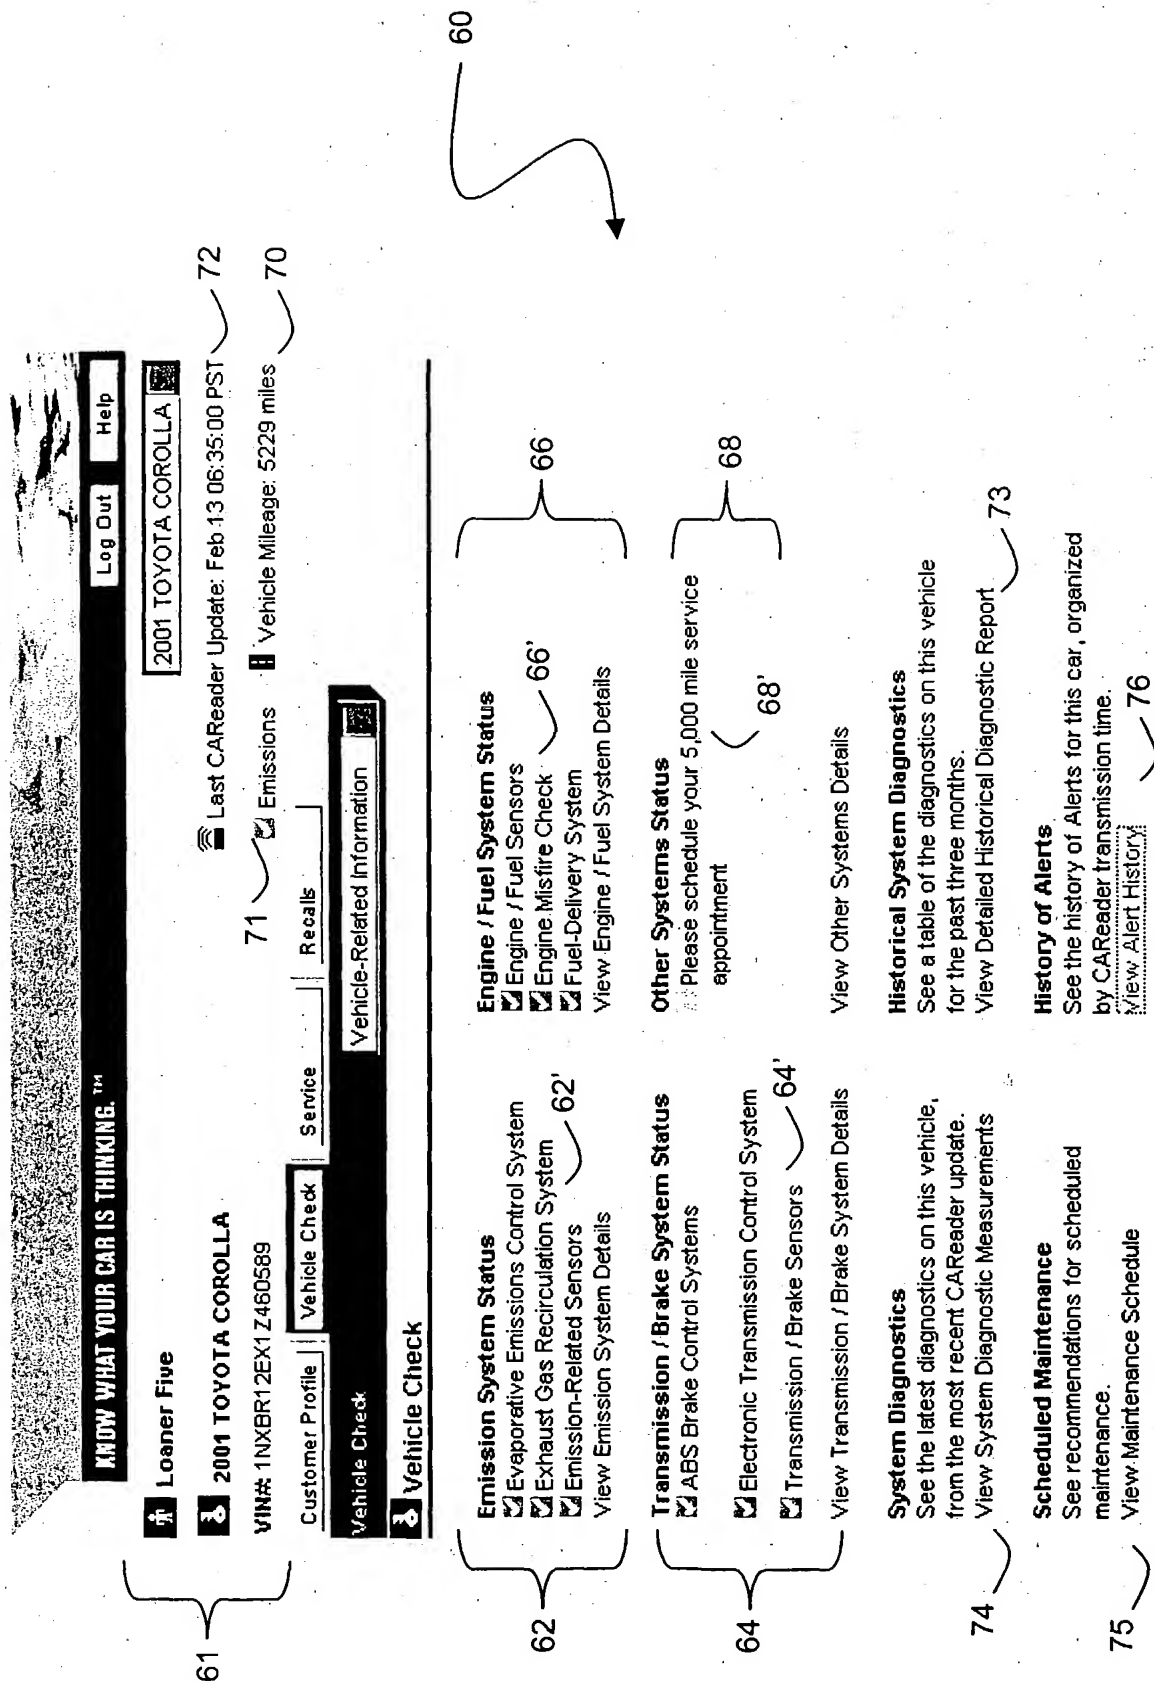 60
KNOW WHAT YOUR CAR IS THINKING.™
Log Out
Help
61
Loaner Five
2001 TOYOTA COROLLA
2001 TOYOTA COROLLA
Last CAReader Update: Feb 13 06:35:00 PST
72
VIN#: 1NXBR12EX1Z460589
71
Emissions
Vehicle Mileage: 5229 miles
70
Customer Profile
Vehicle Check
Service
Recalls
Vehicle Check
Vehicle-Related Information
Vehicle Check
62
Emission System Status
Evaporative Emissions Control System
Exhaust Gas Recirculation System
Emission-Related Sensors
62'
View Emission System Details
Engine / Fuel System Status
Engine / Fuel Sensors
Engine Misfire Check
66'
Fuel-Delivery System
View Engine / Fuel System Details
66
64
Transmission / Brake System Status
ABS Brake Control Systems
Electronic Transmission Control System
Transmission / Brake Sensors
64'
View Transmission / Brake System Details
Other Systems Status
Please schedule your 5,000 mile service
appointment
68'
68
View Other Systems Details
System Diagnostics
See the latest diagnostics on this vehicle,
from the most recent CAReader update.
View System Diagnostic Measurements
74
Historical System Diagnostics
See a table of the diagnostics on this vehicle
for the past three months.
View Detailed Historical Diagnostic Report
73
Scheduled Maintenance
See recommendations for scheduled
maintenance.
View Maintenance Schedule
75
History of Alerts
See the history of Alerts for this car, organized
by CAReader transmission time.
View Alert History
76